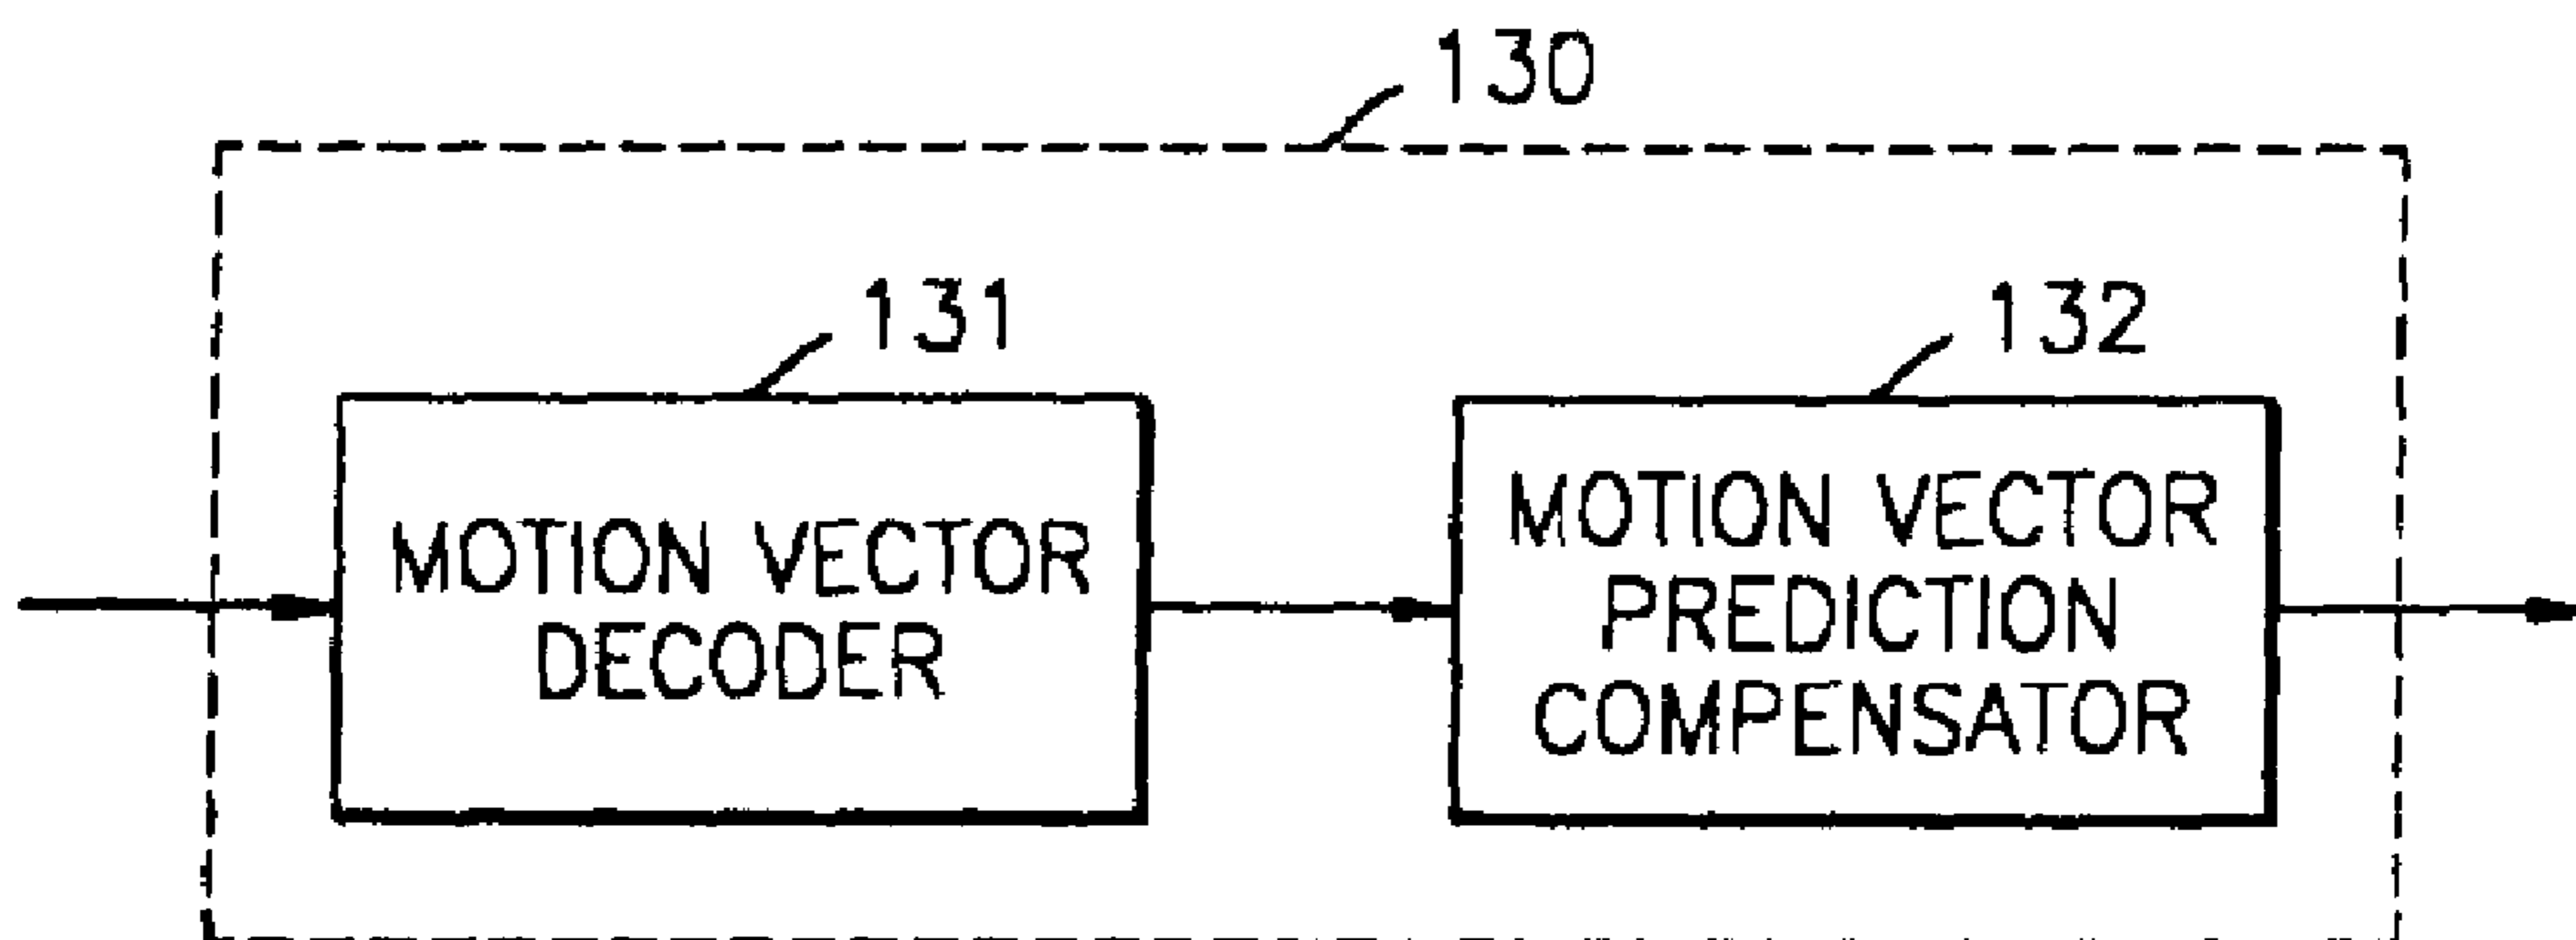 130
131
132
MOTION VECTOR
DECODER
MOTION VECTOR
PREDICTION
COMPENSATOR